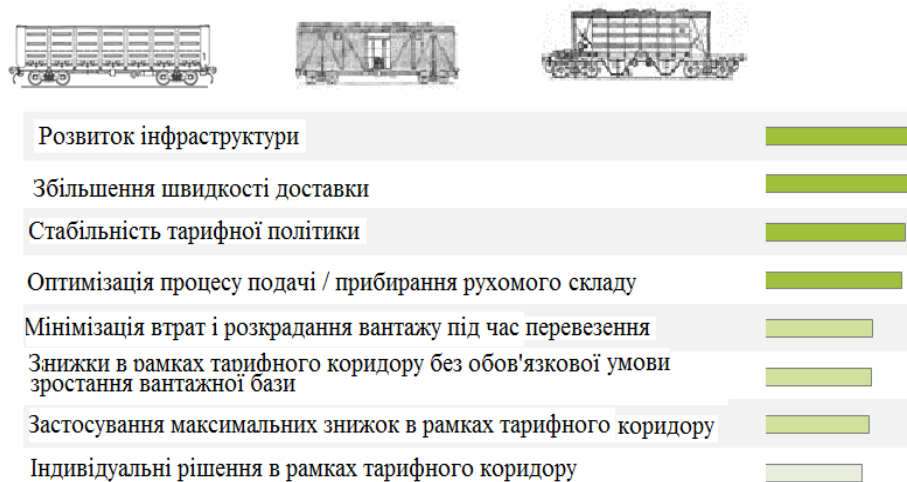 Розвиток інфраструктури
Збільшення швидкості доставки
Стабільність тарифної політики
Оптимізація процесу подачі / прибирання рухомого складу
Мінімізація втрат і розкрадання вантажу під час перевезення
Знижки в рамках тарифного коридору без обов'язкової умови
зростання вантажної бази
Застосування максимальних знижок в рамках тарифного коридору
Індивідуальні рішення в рамках тарифного коридору